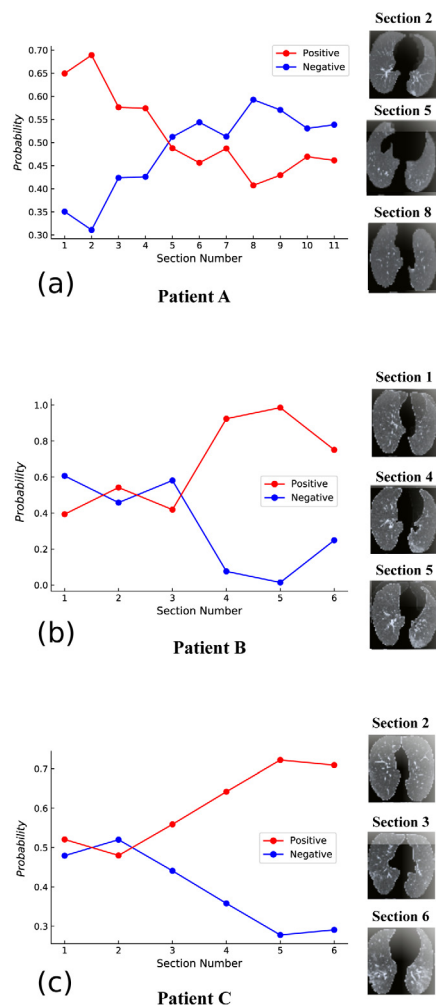 Section 2
Section 5
Section 8
Probability
0.70
0.65
0.60
0.55
0.50
0.45
0.40
0.35
0.30
Positive
Negative
1 2 3 4 5 6 7 8 9 10 11
Section Number
(a)
Patient A
Section 1
Section 4
Section 5
Probability
1.0
0.8
0.6
0.4
0.2
0.0
Positive
Negative
1 2 3 4 5 6
Section Number
(b)
Patient B
Section 2
Section 3
Section 6
Probability
0.7
0.6
0.5
0.4
0.3
Positive
Negative
1 2 3 4 5 6
Section Number
(c)
Patient C